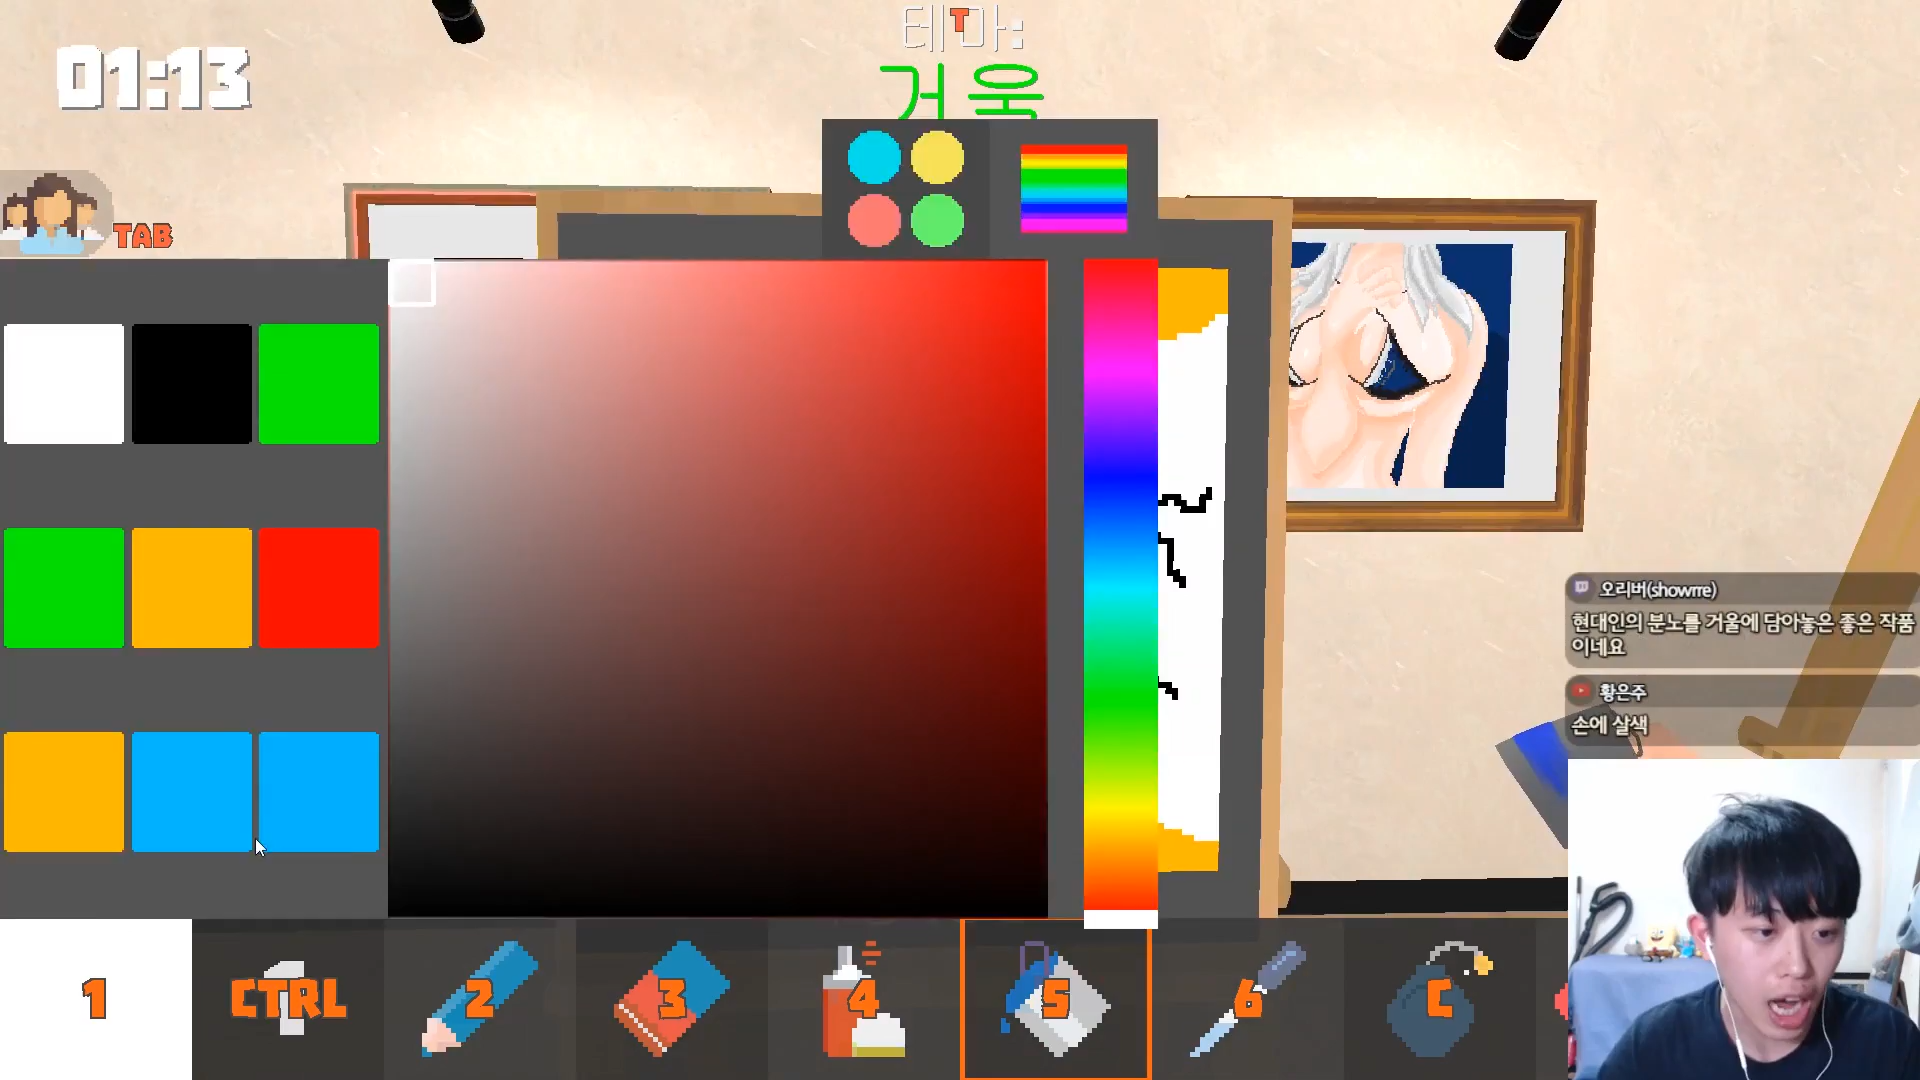 01:13
테마:
T
거울
TAB
오리버(showrre)
현대인의 분노를 거울에 담아놓은 좋은 작품
이네요
황은주
손에 살색
1
CTRL
2
3
4
5
6
C